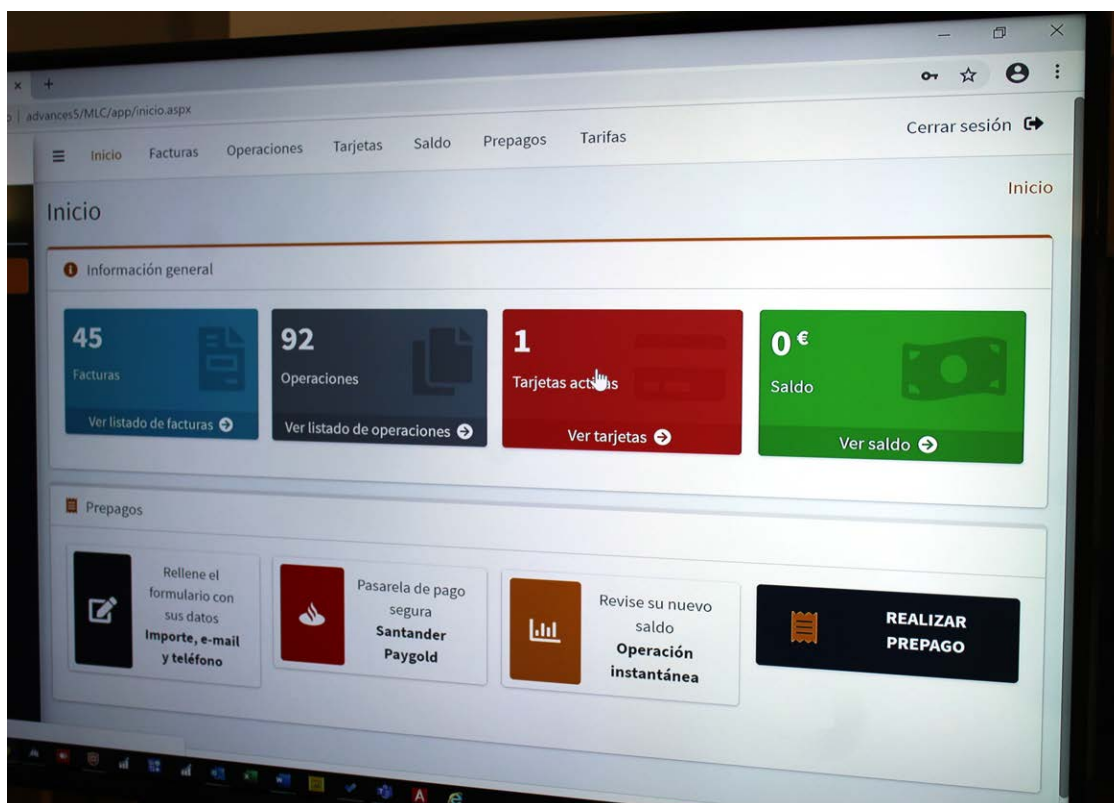 advances5/MLC/app/inicio.aspx
Inicio Facturas Operaciones Tarjetas Saldo Prepagos Tarifas Cerrar sesión
Inicio
Inicio
Información general
45
Facturas
Ver listado de facturas
92
Operaciones
Ver listado de operaciones
1
Tarjetas activas
Ver tarjetas
0 €
Saldo
Ver saldo
Prepagos
Rellene el
formulario con
sus datos
Importe, e-mail
y teléfono
Pasarela de pago
segura
Santander
Paygold
Revise su nuevo
saldo
Operación
instantánea
REALIZAR
PREPAGO